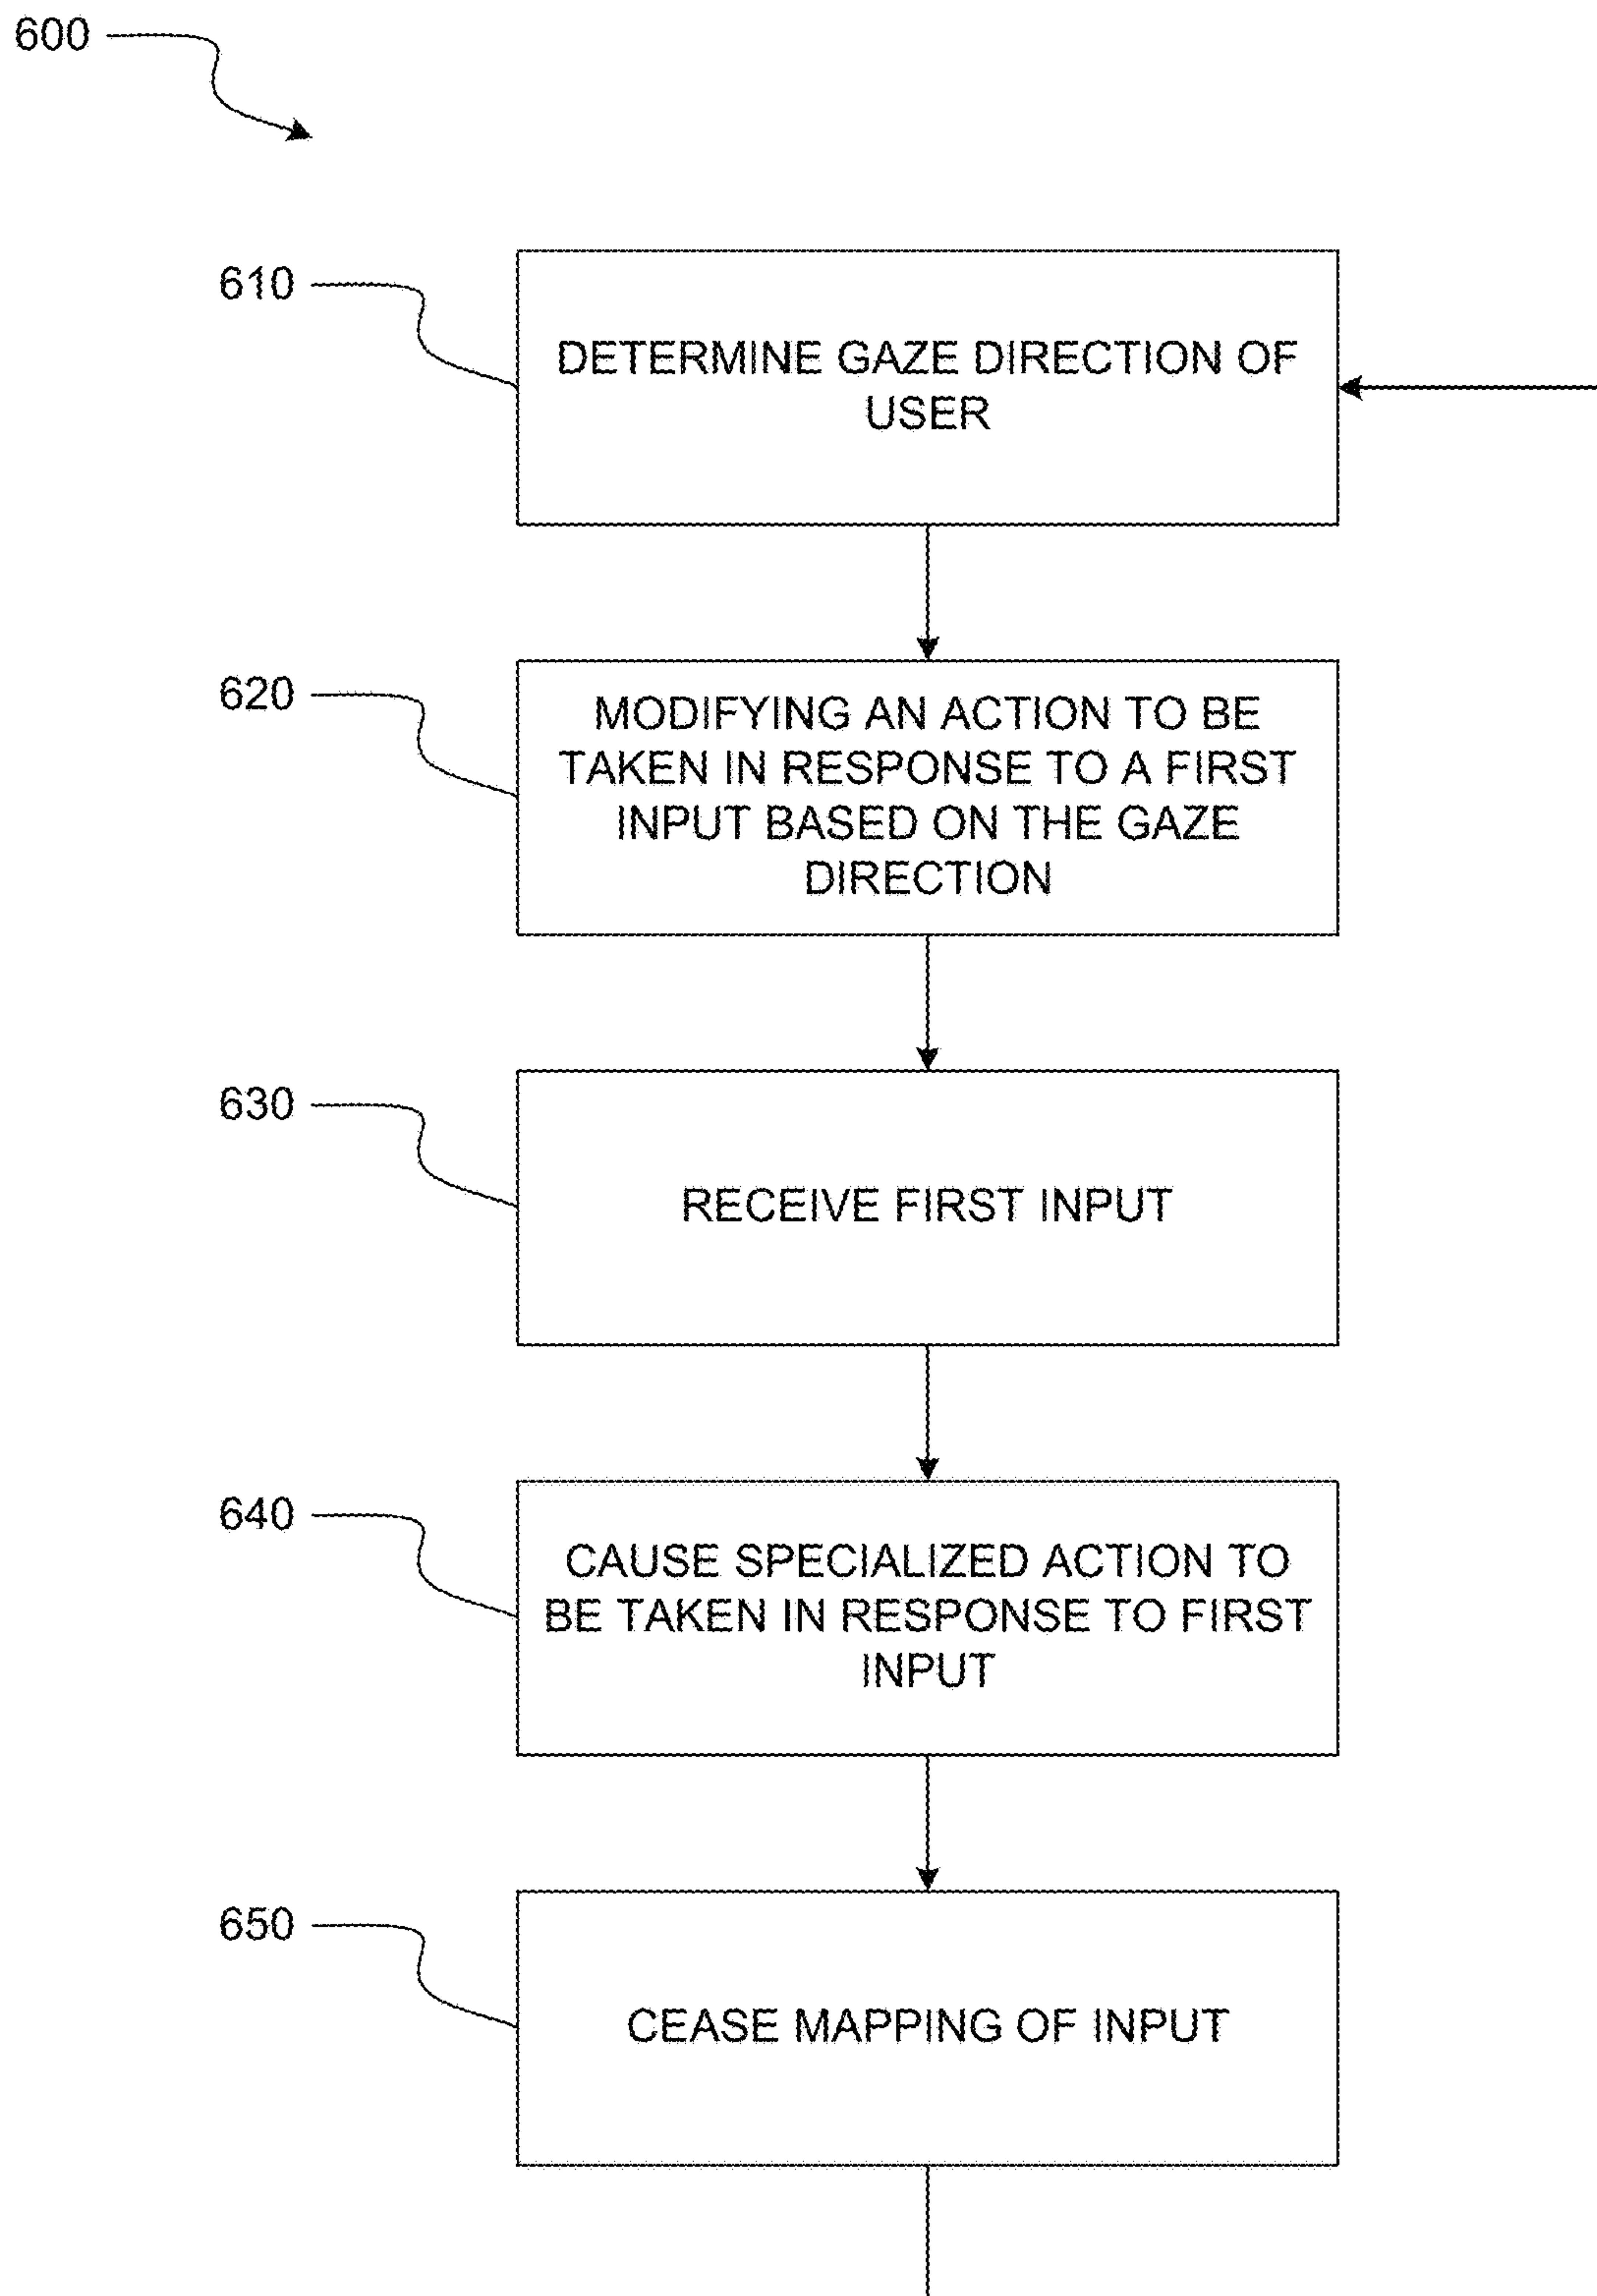 600
610
DETERMINE GAZE DIRECTION OF
USER
620
MODIFYING AN ACTION TO BE
TAKEN IN RESPONSE TO A FIRST
INPUT BASED ON THE GAZE
DIRECTION
630
RECEIVE FIRST INPUT
640
CAUSE SPECIALIZED ACTION TO
BE TAKEN IN RESPONSE TO FIRST
INPUT
650
CEASE MAPPING OF INPUT